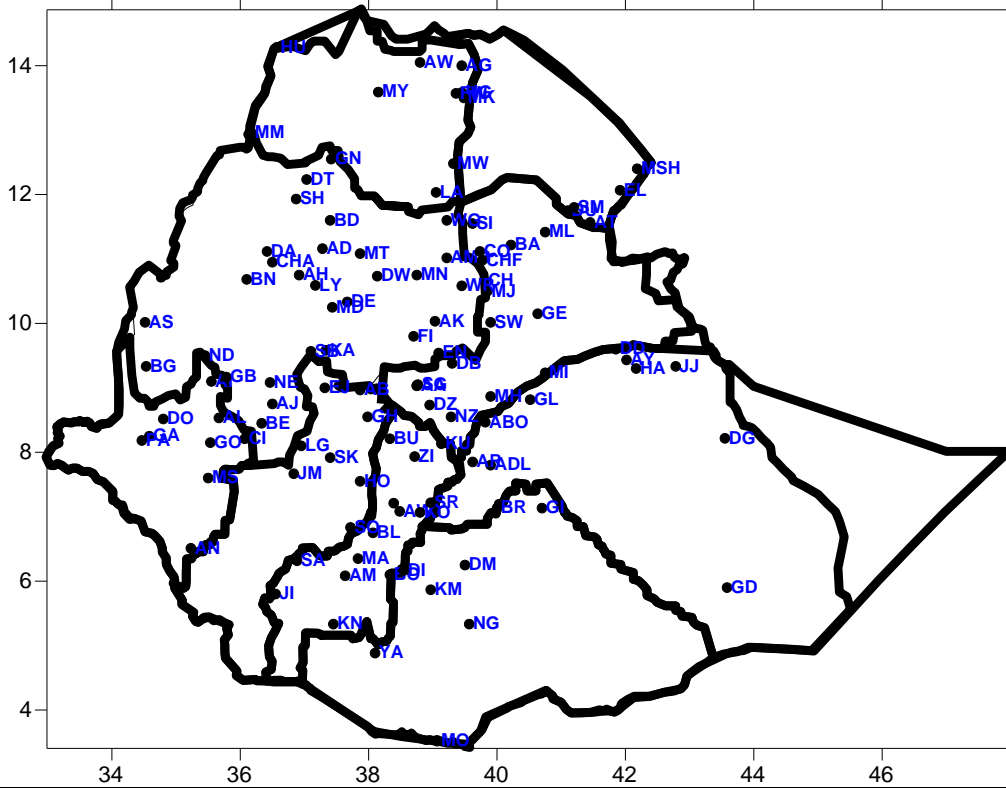 14
12
10
8
6
4
HU
AW
AG
MY
MK
MM
GN
MW
MSH
DT
LA
EL
SH
SM
BD
SI
ML
AD
BA
DA
MT
CO
CHA
CHF
AH
DW
MN
BN
LY
CH
MJ
DE
MD
GE
AS
AK
SW
FI
ND
KA
EN
DD
DB
AY
BG
HA
JJ
GB
NE
MI
AB
MH
GL
AJ
DZ
DO
AL
GH
NZ
BE
ABO
GA
PA
GO
CI
BU
KU
DG
LG
ZI
SK
ADL
MS
JM
HO
SR
BR
GI
KO
SO
BL
AN
SA
MA
DM
AM
DI
JI
KM
GD
KN
NG
YA
MO
34
36
38
40
42
44
46